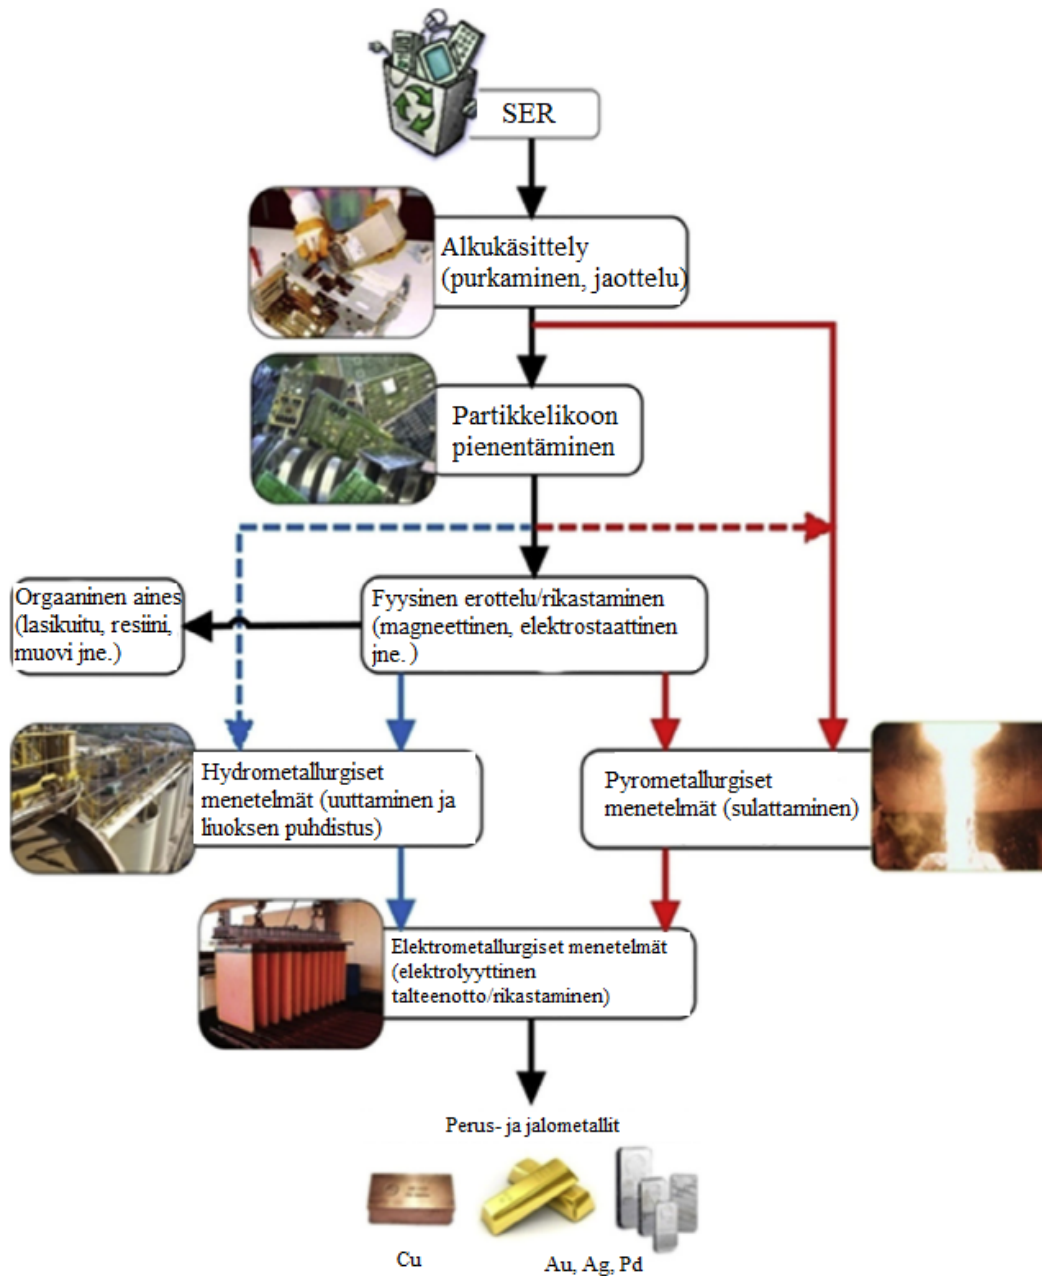 SER
Alkukäsittely
(purkaminen, jaottelu)
Partikkelikoon
pienentäminen
Orgaaninen aines
(lasikuitu, resiini,
muovi jne.)
Fyysinen erottelu/rikastaminen
(magneettinen, elektrostaattinen
jne. )
Hydrometallurgiset
menetelmät (uuttaminen ja
liuoksen puhdistus)
Pyrometallurgiset
menetelmät (sulattaminen)
Elektrometallurgiset menetelmät
(elektrolyyttinen
talteenotto/rikastaminen)
Perus- ja jalometallit
Cu
Au, Ag, Pd